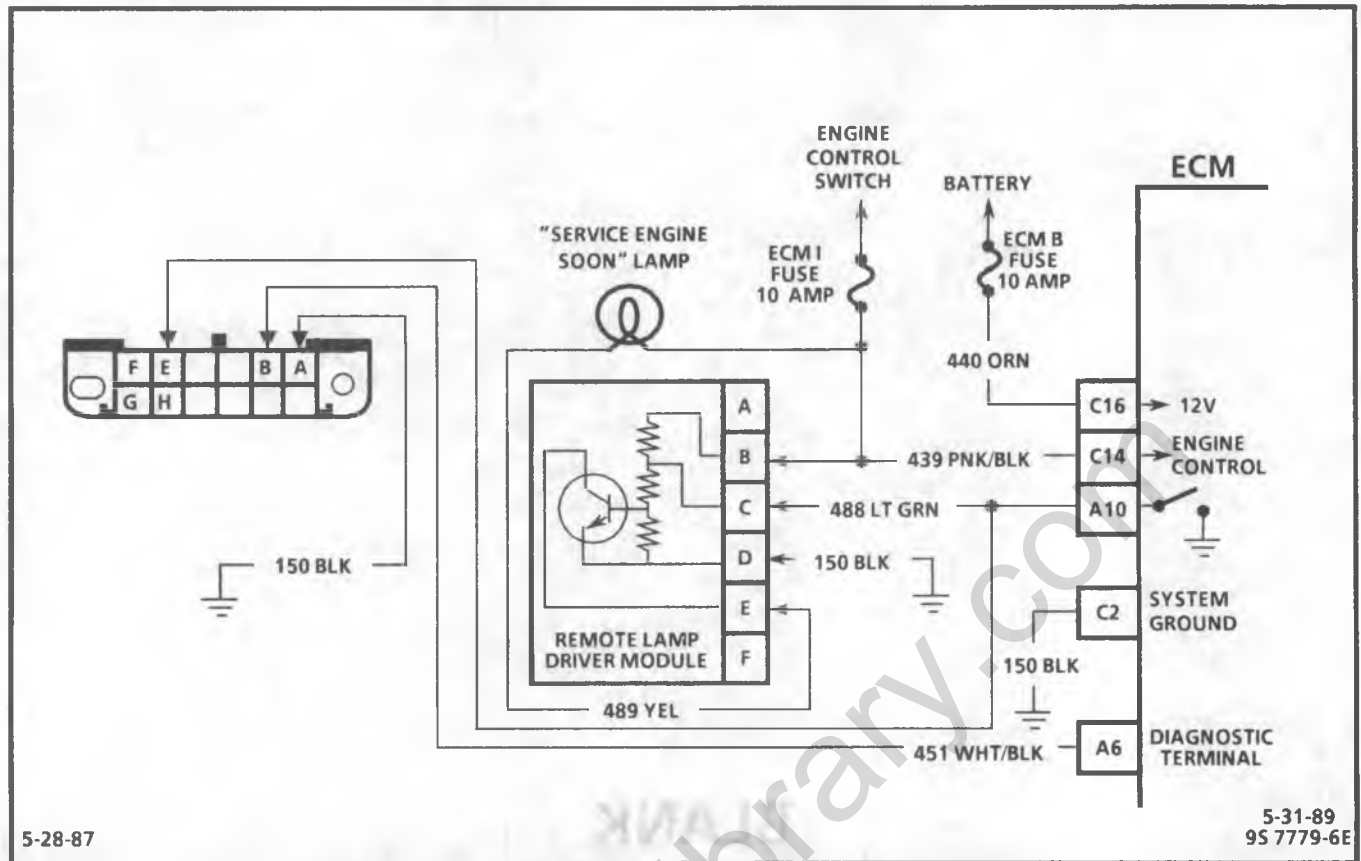 ENGINE
CONTROL
SWITCH
BATTERY
ECM
"SERVICE ENGINE
SOON" LAMP
ECM I
FUSE
10 AMP
ECM B
FUSE
10 AMP
440 ORN
F E B A
G H
A
B
C
D
E
F
C16
12V
439 PNK/BLK
C14
ENGINE
CONTROL
488 LT GRN
A10
150 BLK
150 BLK
REMOTE LAMP
DRIVER MODULE
C2
SYSTEM
GROUND
150 BLK
489 YEL
451 WHT/BLK
A6
DIAGNOSTIC
TERMINAL
BLANK
brary.com
5-28-87
5-31-89
9S 7779-6E